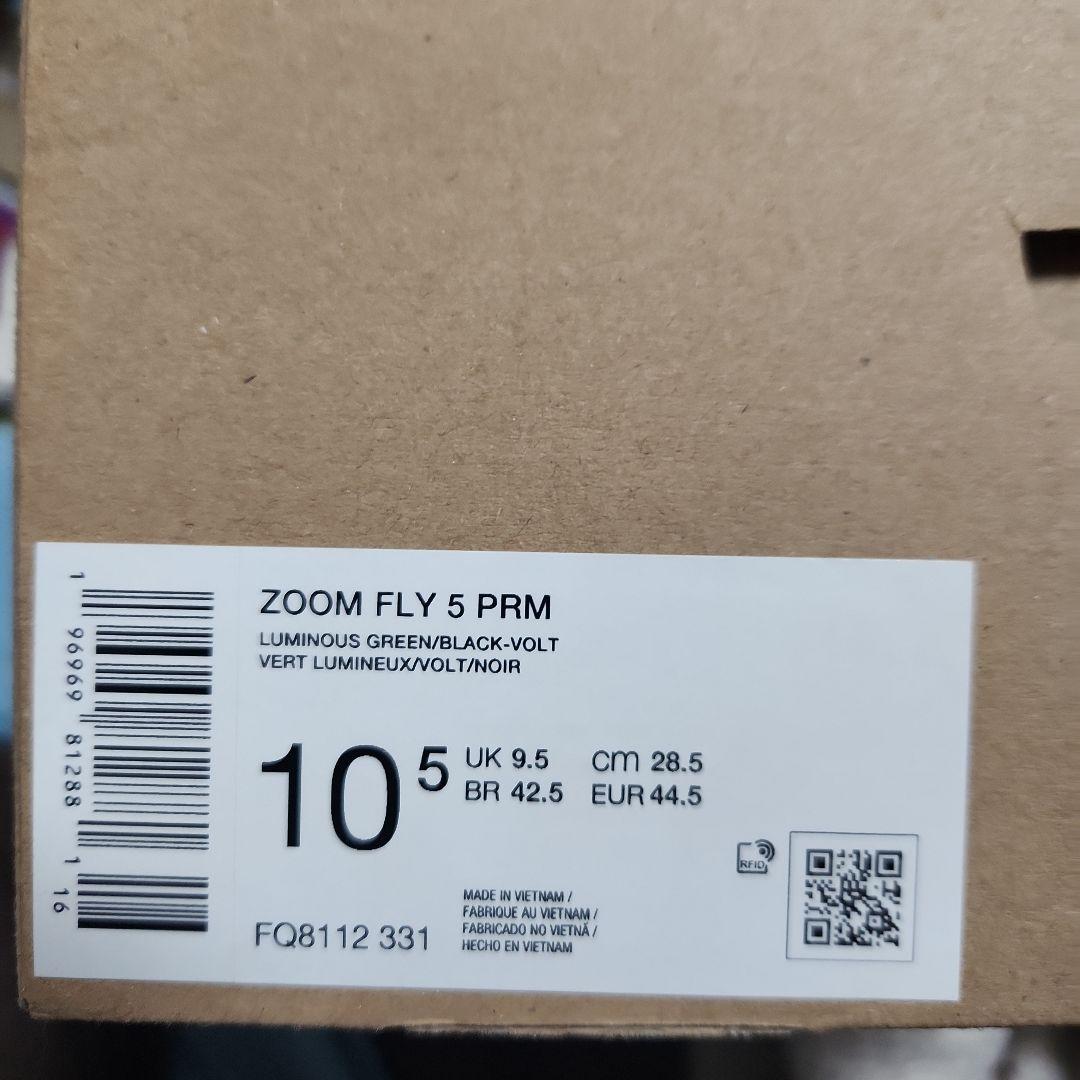 ZOOM FLY 5 PRM
LUMINOUS GREEN/BLACK-VOLT
VERT LUMINEUX/VOLT/NOIR
10 5
UK 9.5 cm 28.5
BR 42.5 EUR 44.5
RFID
MADE IN VIETNAM /
FABRIQUE AU VIETNAM /
FABRICADO NO VIETNÃ /
HECHO EN VIETNAM
FQ8112 331
1 96969 81288 1 16